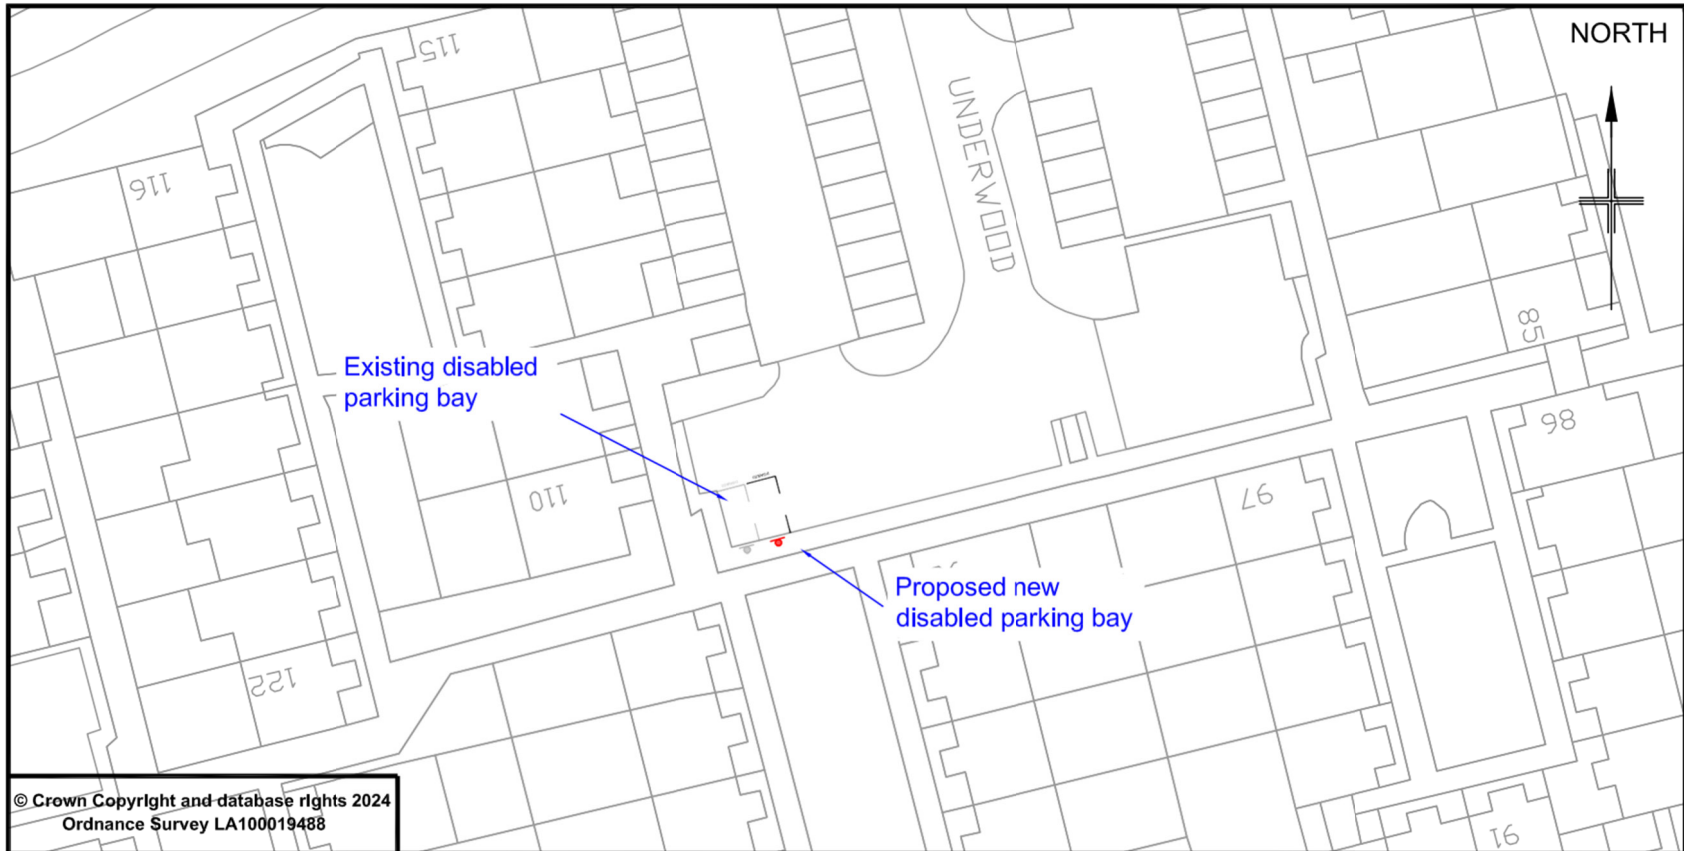 NORTH
115
UNDERWOOD
116
85
Existing disabled
parking bay
86
110
97
Proposed new
disabled parking bay
122
© Crown Copyright and database rights 2024
Ordnance Survey LA100019488
91